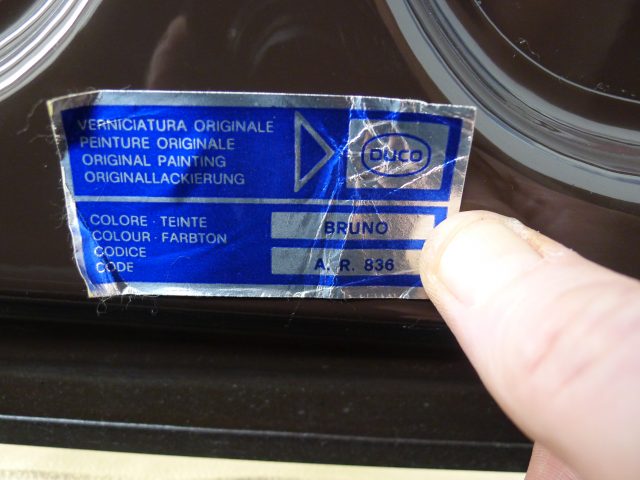 VERNICIATURA ORIGINALE
PEINTURE ORIGINALE
ORIGINAL PAINTING
ORIGINALLACKIERUNG
DUCO
COLORE · TEINTE
COLOUR · FARBTON
CODICE
CODE
BRUNO
A. R. 836